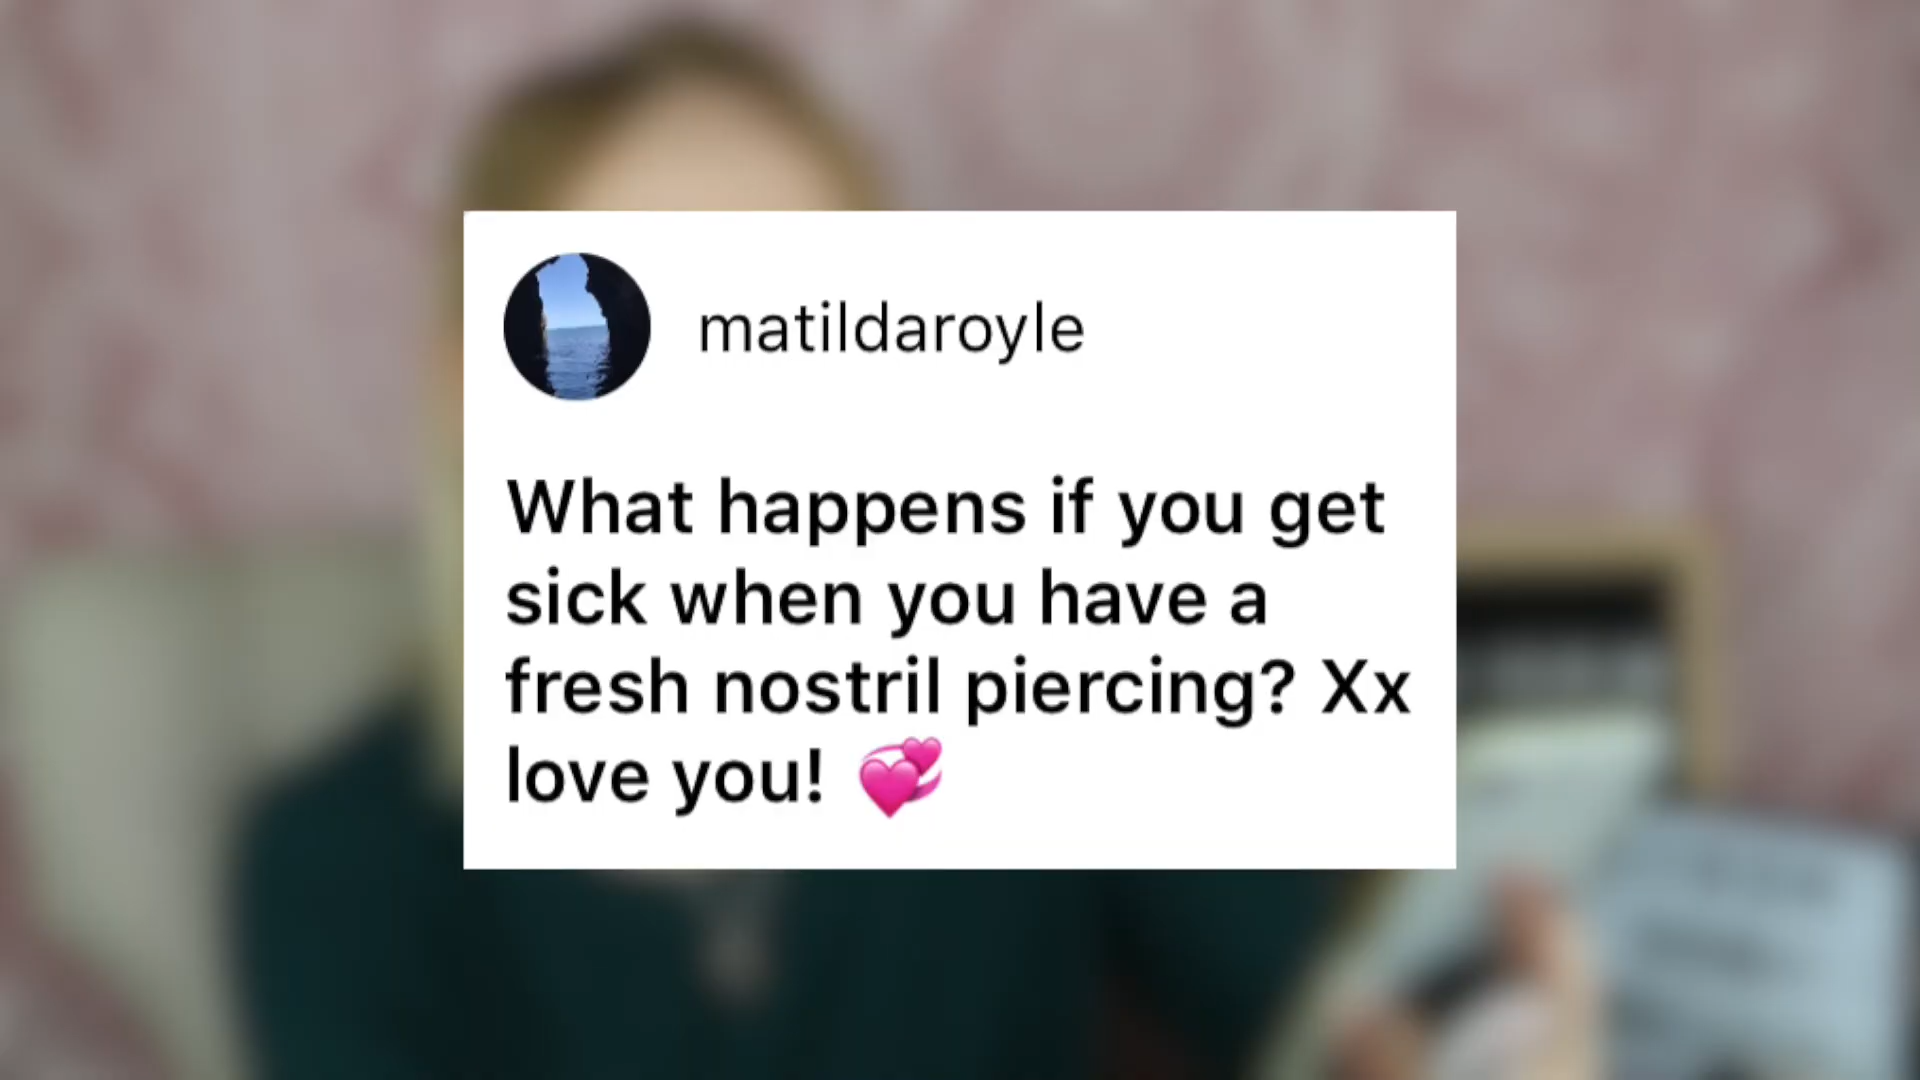 matildaroyle
What happens if you get
sick when you have a
fresh nostril piercing? Xx
love you! 💞